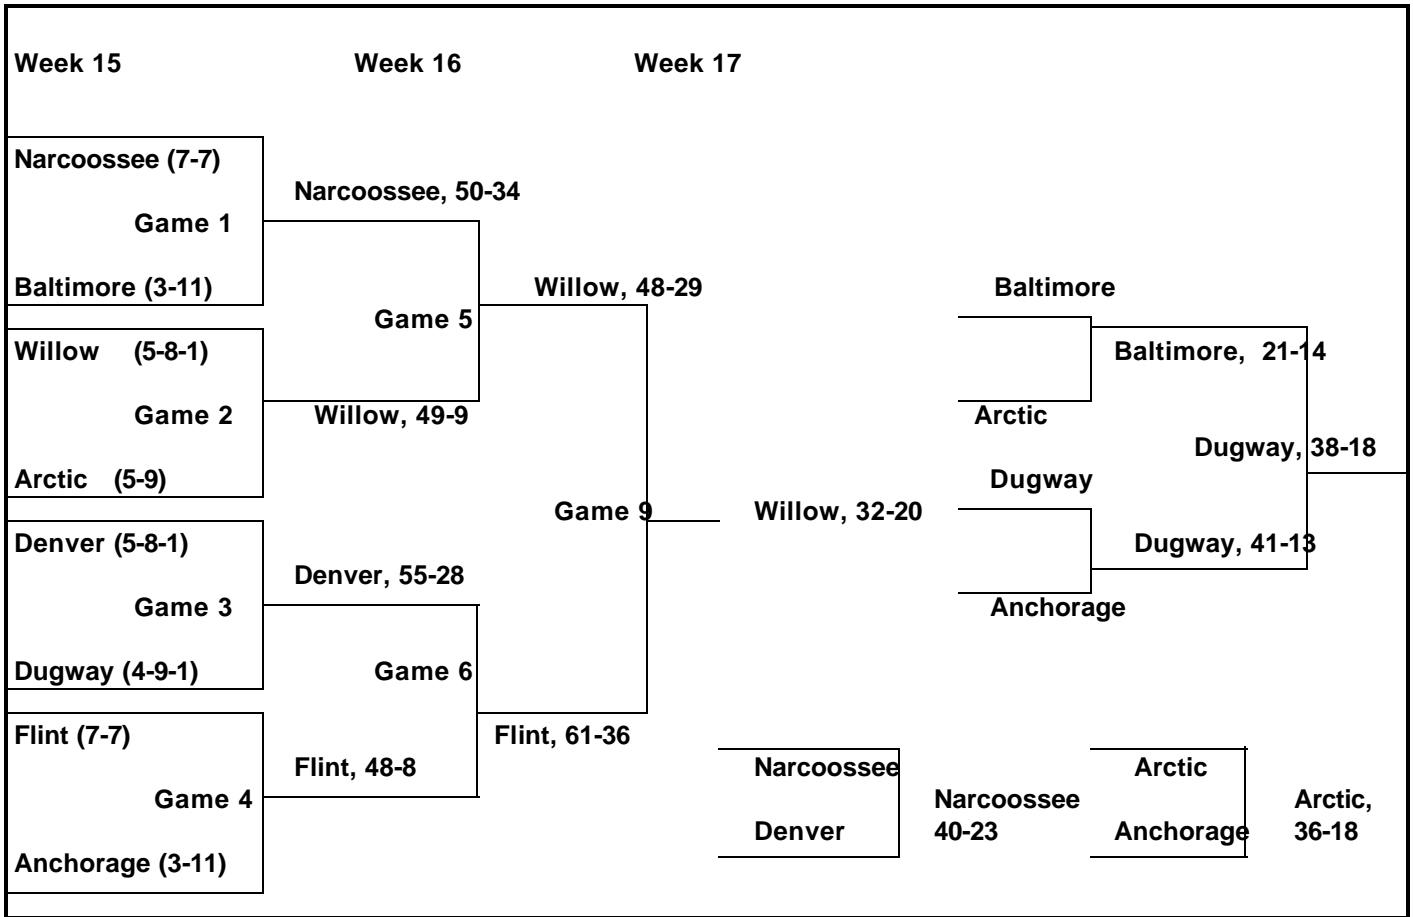 Week 15 Week 16 Week 17
Narcoossee (7-7)
Narcoossee, 50-34
Game 1
Baltimore (3-11) Willow, 48-29 Baltimore
Game 5
Willow (5-8-1) Baltimore, 21-14
Game 2 Willow, 49-9 Arctic
Dugway, 38-18
Arctic (5-9) Dugway
Game 9 Willow, 32-20
Denver (5-8-1) Dugway, 41-13
Denver, 55-28
Game 3 Anchorage
Dugway (4-9-1) Game 6
Flint (7-7) Flint, 61-36
Flint, 48-8 Narcoossee Arctic
Game 4 Narcoossee Arctic,
Denver 40-23 Anchorage 36-18
Anchorage (3-11)